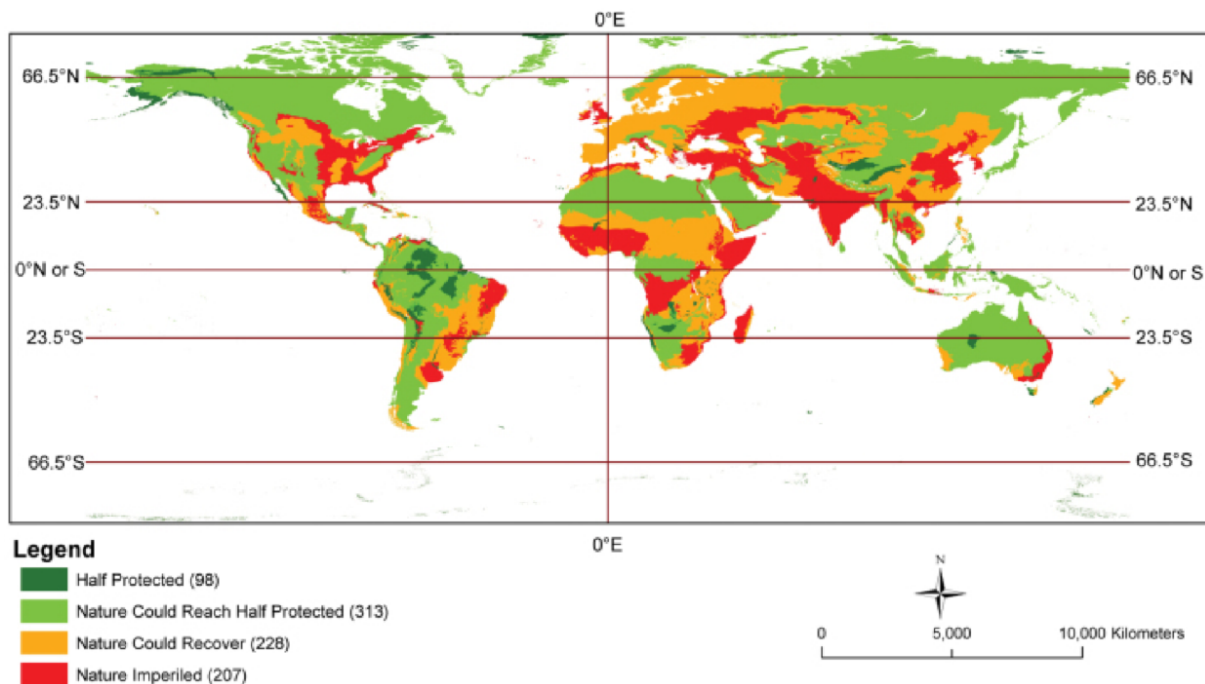 0°E
66.5°N
66.5°N
23.5°N
23.5°N
0°N or S
0°N or S
23.5°S
23.5°S
66.5°S
66.5°S
0°E
Legend
Half Protected (98)
Nature Could Reach Half Protected (313)
Nature Could Recover (228)
Nature Imperiled (207)
N
0 5,000 10,000 Kilometers